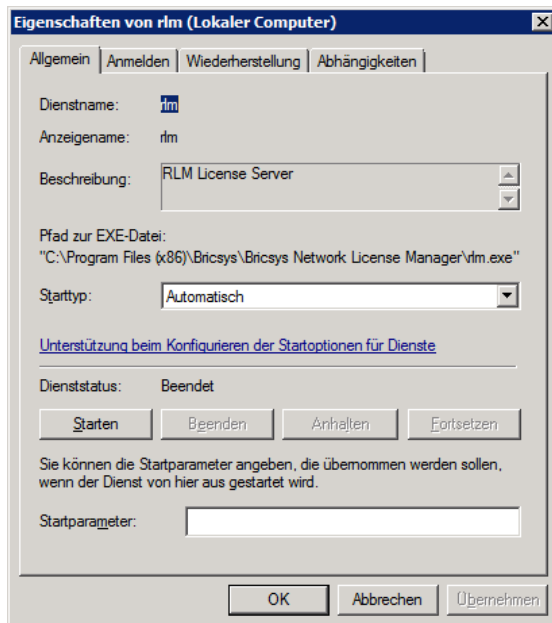 Eigenschaften von rlm (Lokaler Computer)
Allgemein Anmelden Wiederherstellung Abhängigkeiten
Dienstname: rlm
Anzeigename: rlm
Beschreibung: RLM License Server
Pfad zur EXE-Datei:
"C:\Program Files (x86)\Bricsys\Bricsys Network License Manager\rlm.exe"
Starttyp: Automatisch
Unterstützung beim Konfigurieren der Startoptionen für Dienste
Dienststatus: Beendet
Starten Beenden Anhalten Fortsetzen
Sie können die Startparameter angeben, die übernommen werden sollen,
wenn der Dienst von hier aus gestartet wird.
Startparameter:
OK Abbrechen Übernehmen